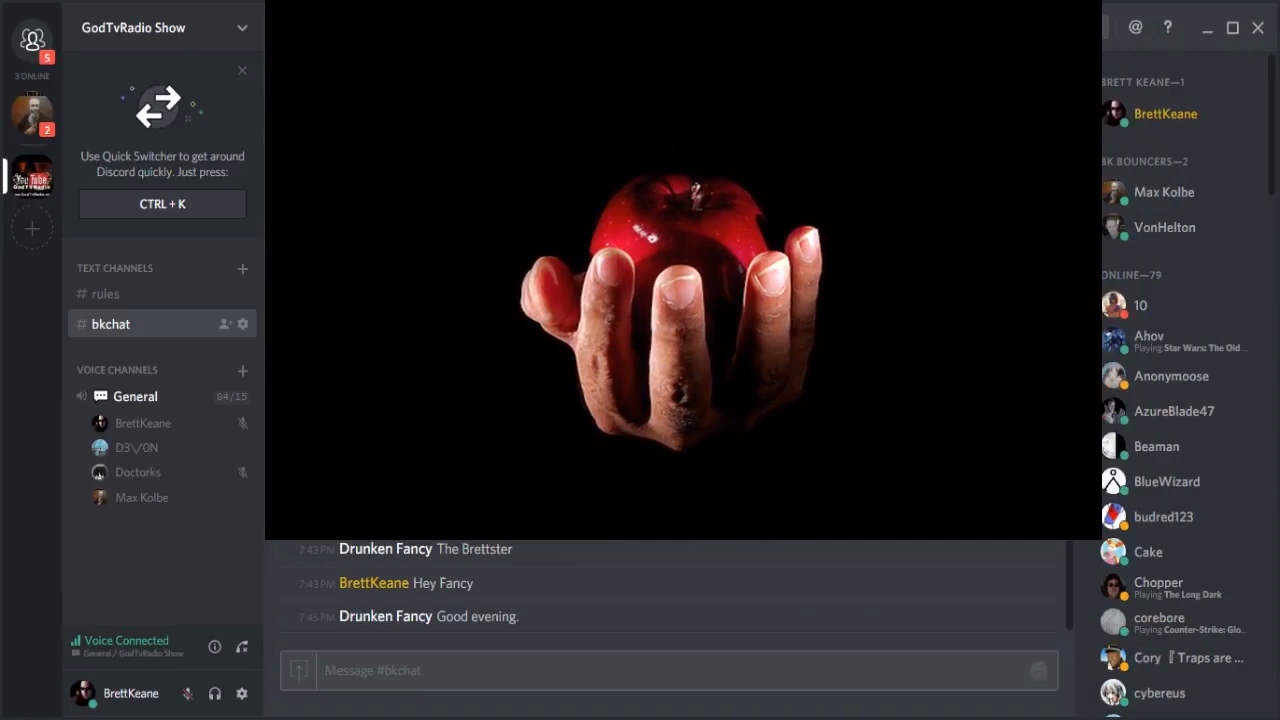 GodTvRadio Show
5
3 ONLINE
2
You Tube
GodTVRadio
Use Quick Switcher to get around
Discord quickly. Just press:
CTRL + K
TEXT CHANNELS
# rules
# bkchat
VOICE CHANNELS
General 04/15
BrettKeane
D3\/0N
Doctorks
Max Kolbe
Voice Connected
General / GodTvRadio Show
BrettKeane
7:43 PM Drunken Fancy The Brettster
7:43 PM BrettKeane Hey Fancy
7:45 PM Drunken Fancy Good evening.
Message #bkchat
@ ?
BRETT KEANE—1
BrettKeane
BK BOUNCERS—2
Max Kolbe
VonHelton
ONLINE—79
10
Ahov
Playing Star Wars: The Old...
Anonymoose
AzureBlade47
Beaman
BlueWizard
budred123
Cake
Chopper
Playing The Long Dark
corebore
Playing Counter-Strike: Glo...
Cory『Traps are ...
cybereus